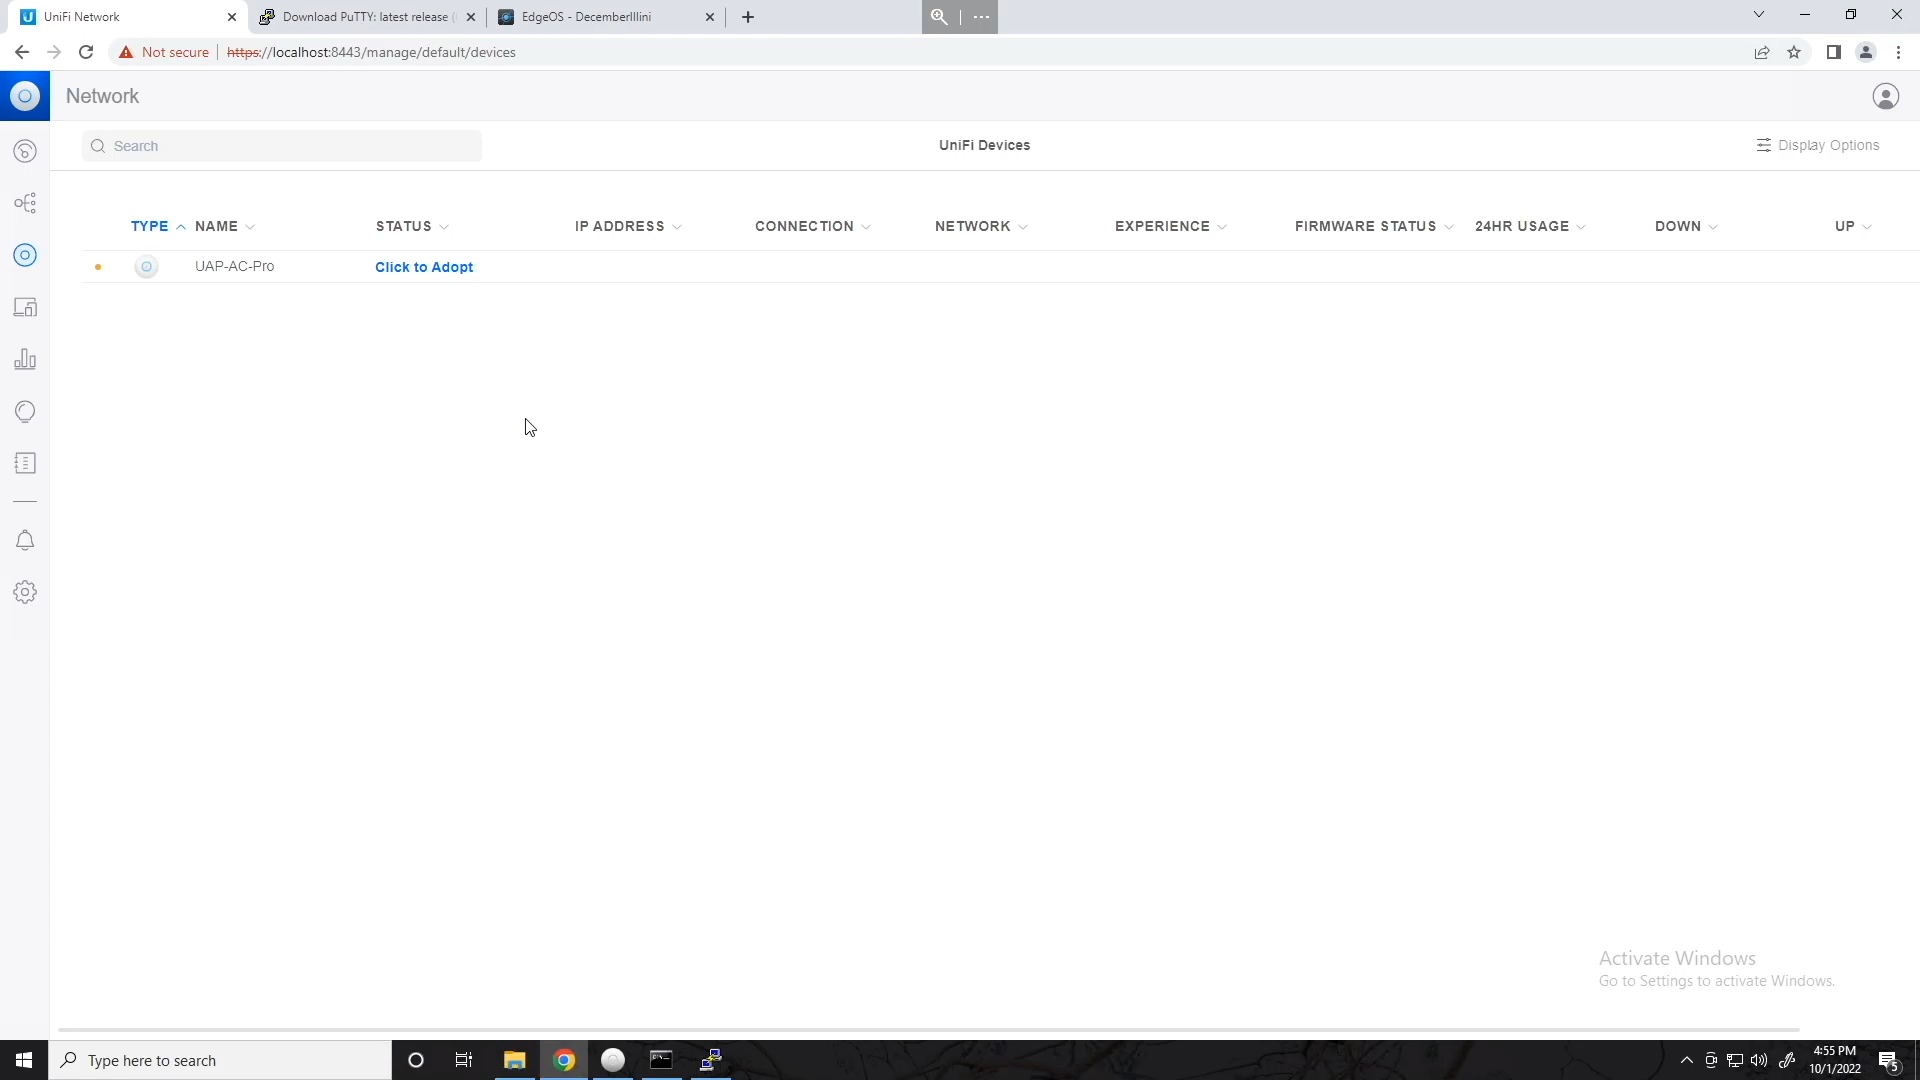 UniFi Network
Download PuTTY: latest release (
EdgeOS - DecemberIllini
Not secure
https://localhost:8443/manage/default/devices
Network
Search
UniFi Devices
Display Options
TYPE NAME STATUS IP ADDRESS CONNECTION NETWORK EXPERIENCE FIRMWARE STATUS 24HR USAGE DOWN UP
UAP-AC-Pro Click to Adopt
Activate Windows
Go to Settings to activate Windows.
Type here to search
4:55 PM
10/1/2022
5